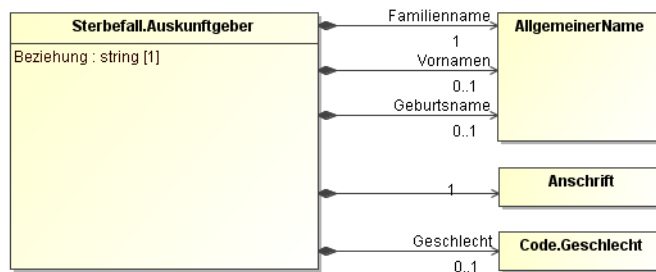 Sterbefall.Auskunftgeber
Beziehung : string [1]
Familienname
1
Vornamen
0..1
Geburtsname
0..1
AllgemeinerName
1
Anschrift
Geschlecht
0..1
Code.Geschlecht